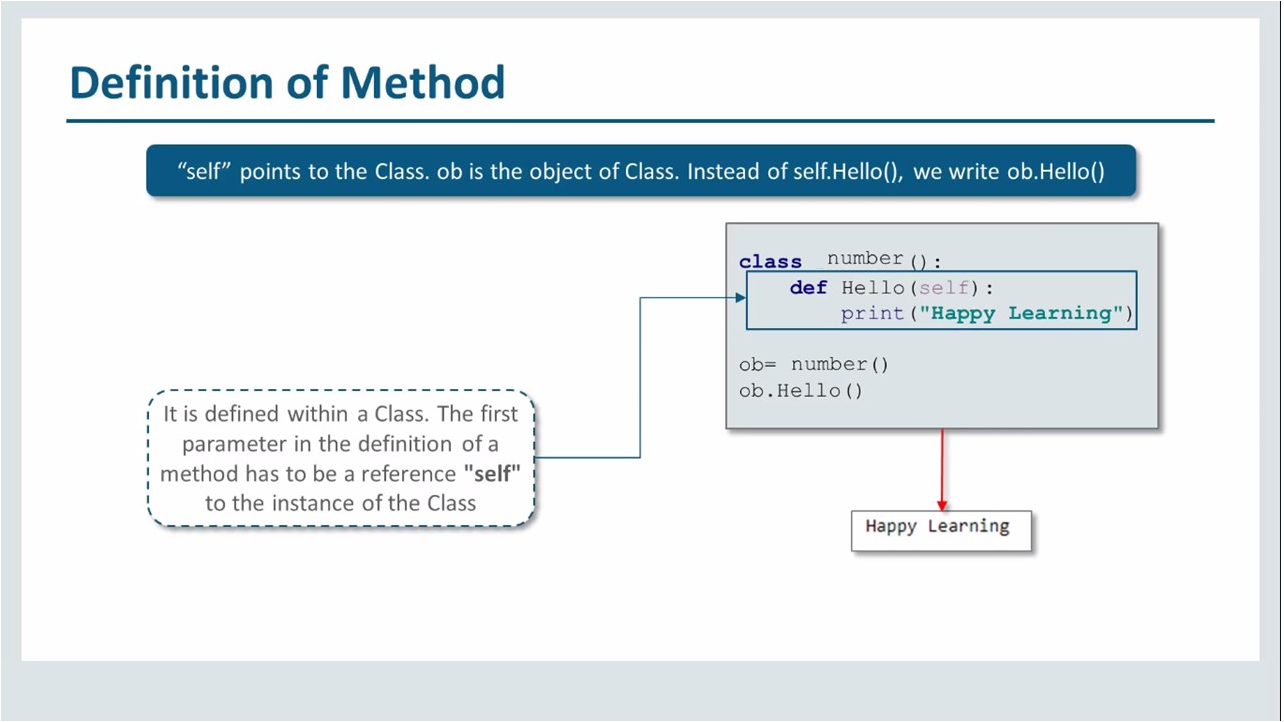 Definition of Method
“self” points to the Class. ob is the object of Class. Instead of self.Hello(), we write ob.Hello()
class number():
    def Hello(self):
        print("Happy Learning")
ob= number()
ob.Hello()
It is defined within a Class. The first
parameter in the definition of a
method has to be a reference "self"
to the instance of the Class
Happy Learning